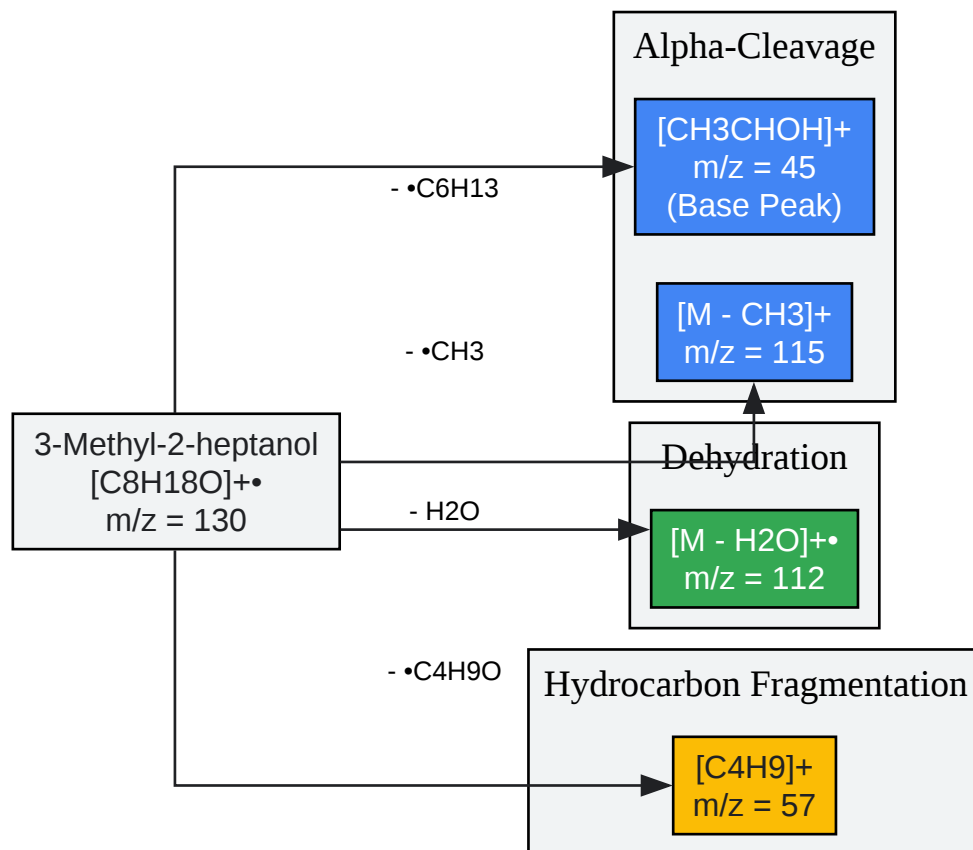 Alpha-Cleavage
[CH3CHOH]+
m/z = 45
(Base Peak)
- •C6H13
[M - CH3]+
m/z = 115
- •CH3
3-Methyl-2-heptanol
[C8H18O]+•
m/z = 130
Dehydration
- H2O
[M - H2O]+•
m/z = 112
- •C4H9O
Hydrocarbon Fragmentation
[C4H9]+
m/z = 57